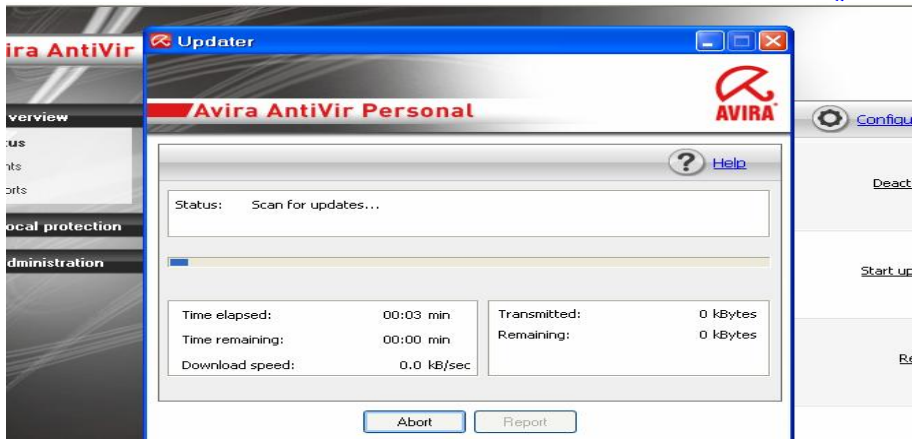 Updater
ira AntiVir
Avira AntiVir Personal
AVIRA
verview
Configu
us
Help
nts
Deact
orts
Status: Scan for updates...
ocal protection
dministration
Start up
Time elapsed: 00:03 min
Transmitted: 0 kBytes
Time remaining: 00:00 min
Remaining: 0 kBytes
Download speed: 0.0 kB/sec
Re
Abort
Report